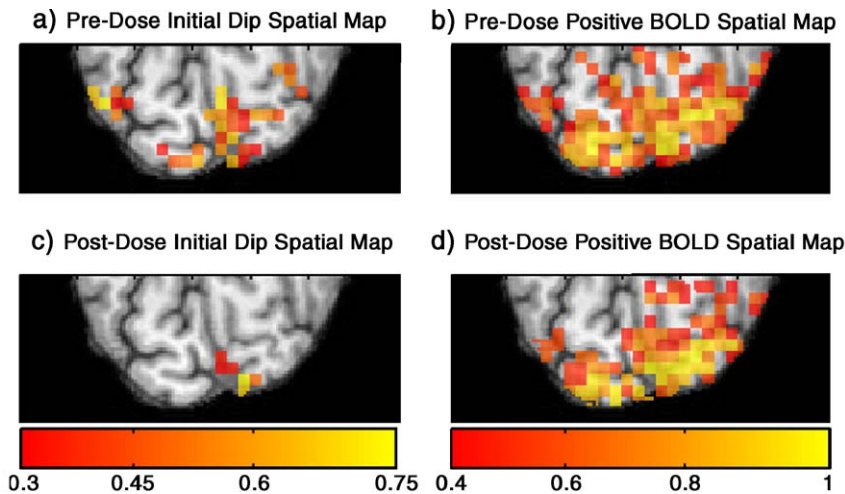 a) Pre-Dose Initial Dip Spatial Map
b) Pre-Dose Positive BOLD Spatial Map
c) Post-Dose Initial Dip Spatial Map
d) Post-Dose Positive BOLD Spatial Map
0.3 0.45 0.6 0.75
0.4 0.6 0.8 1